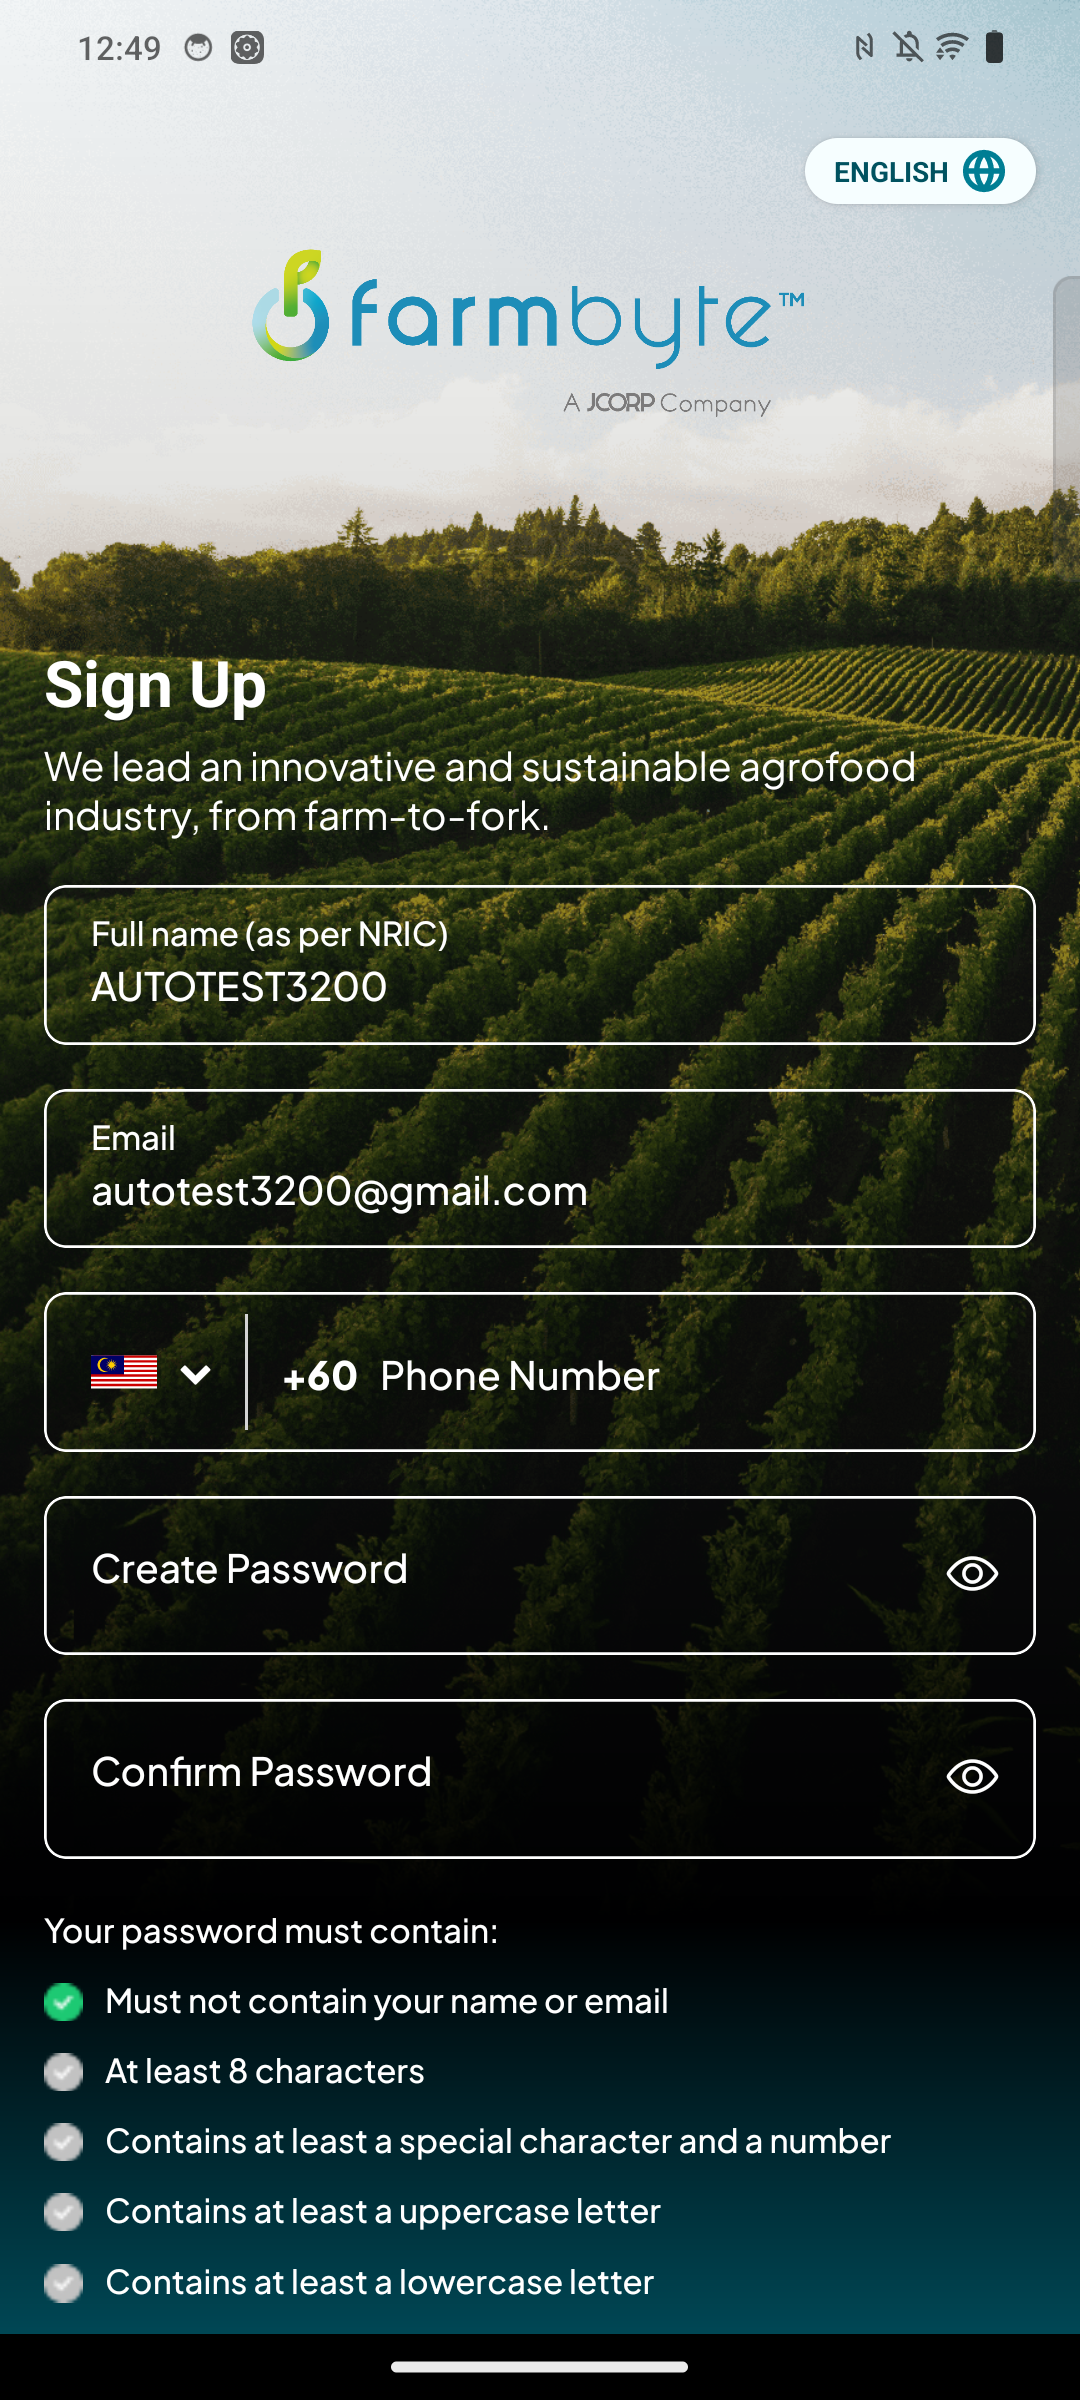 12:49
ENGLISH
farmbyte™
A JCORP Company
Sign Up
We lead an innovative and sustainable agrofood
industry, from farm-to-fork.
Full name (as per NRIC)
AUTOTEST3200
Email
autotest3200@gmail.com
+60 Phone Number
Create Password
Confirm Password
Your password must contain:
Must not contain your name or email
At least 8 characters
Contains at least a special character and a number
Contains at least a uppercase letter
Contains at least a lowercase letter